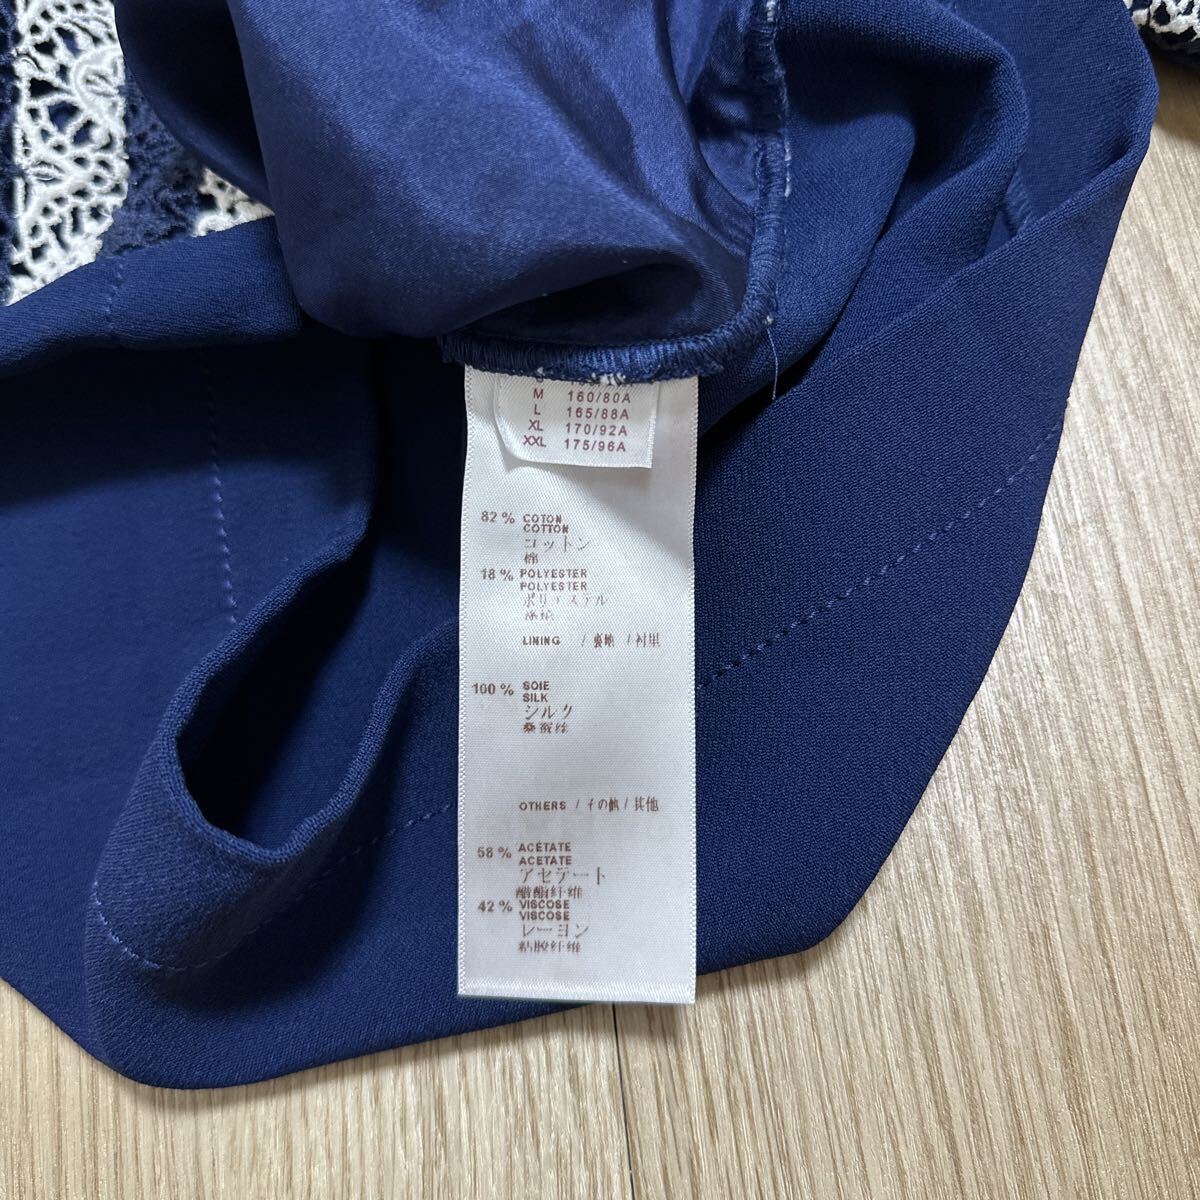 M 160/80A
L 165/88A
XL 170/92A
XXL 175/96A
82 % COTON
COTTON
コットン
棉
18 % POLYESTER
POLYESTER
ポリエステル
LINING / 裏地 / 衬里
100 % SOIE
SILK
シルク
桑蚕丝
OTHERS / その他 / 其他
58 % ACÉTATE
ACETATE
アセテート
醋酯纤维
42 % VISCOSE
VISCOSE
レーヨン
粘胶纤维